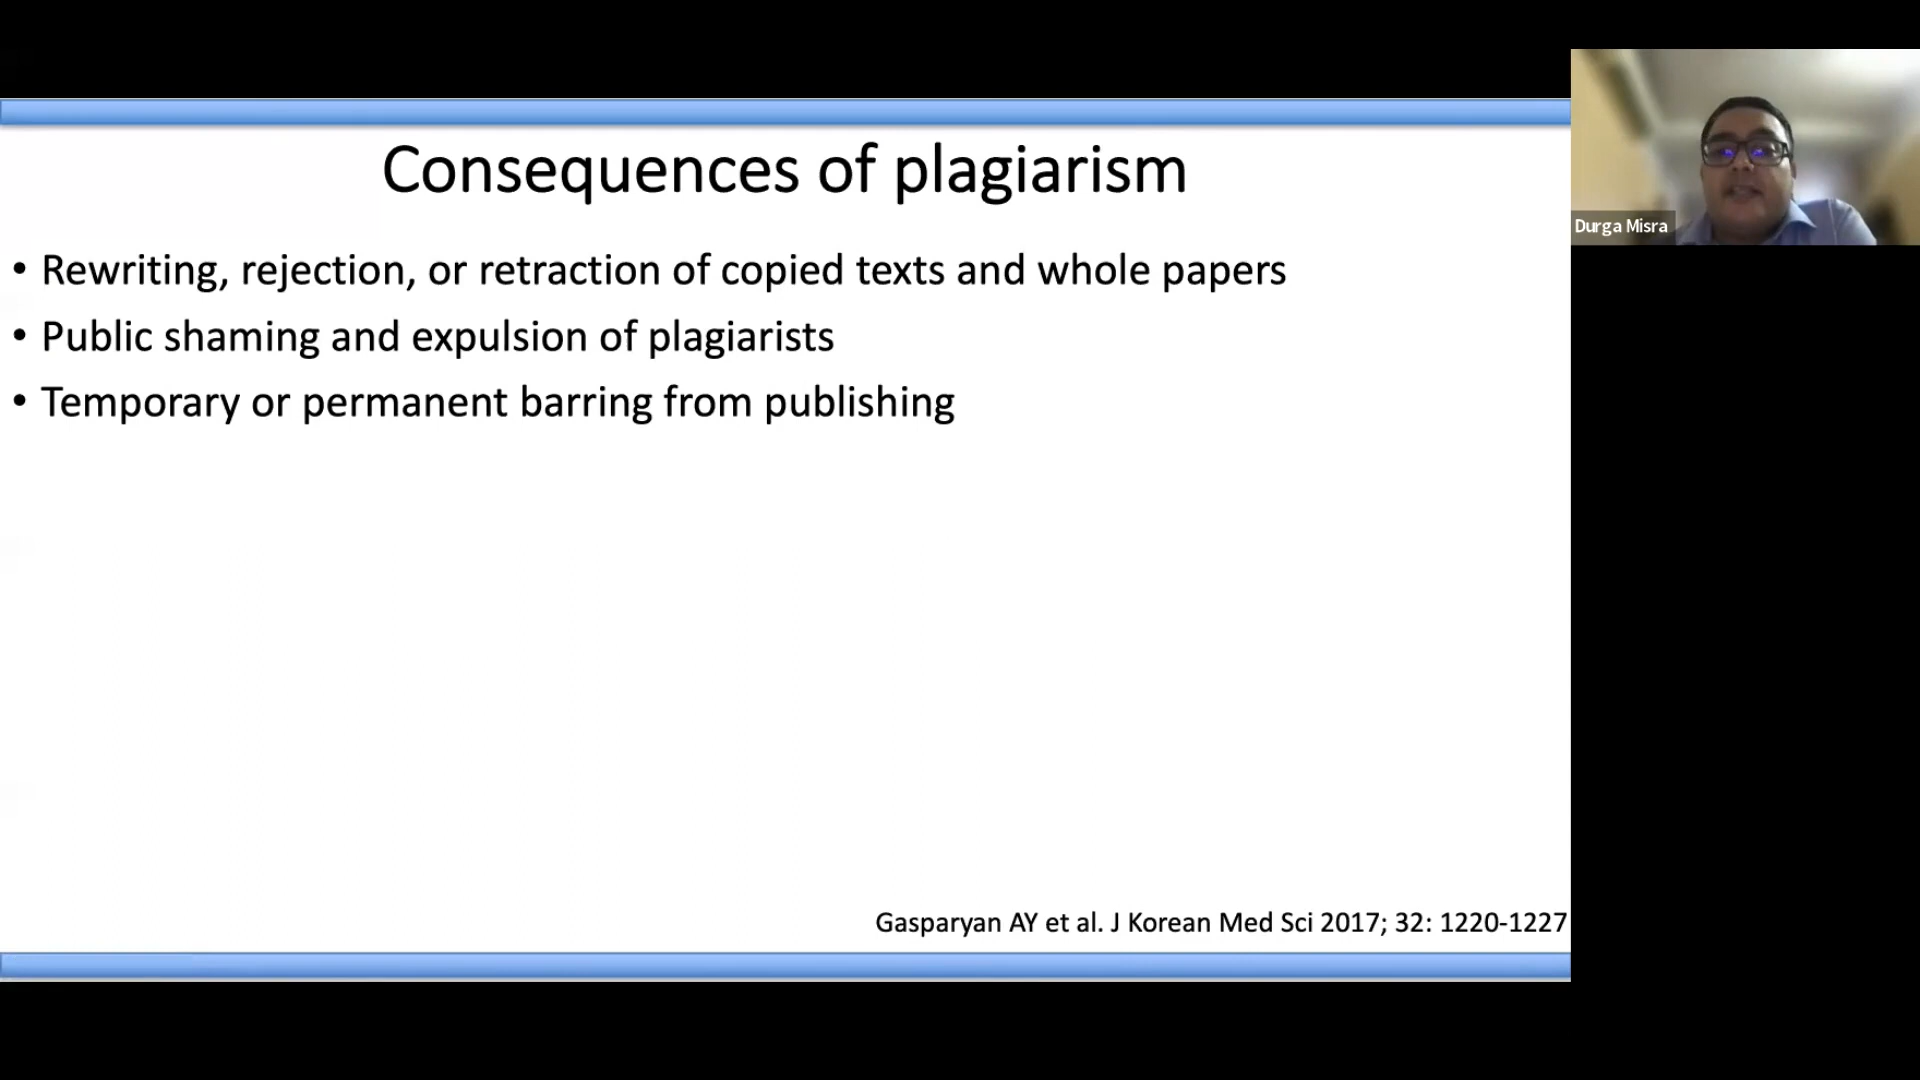 Consequences of plagiarism
• Rewriting, rejection, or retraction of copied texts and whole papers
• Public shaming and expulsion of plagiarists
• Temporary or permanent barring from publishing
Gasparyan AY et al. J Korean Med Sci 2017; 32: 1220-1227
Durga Misra